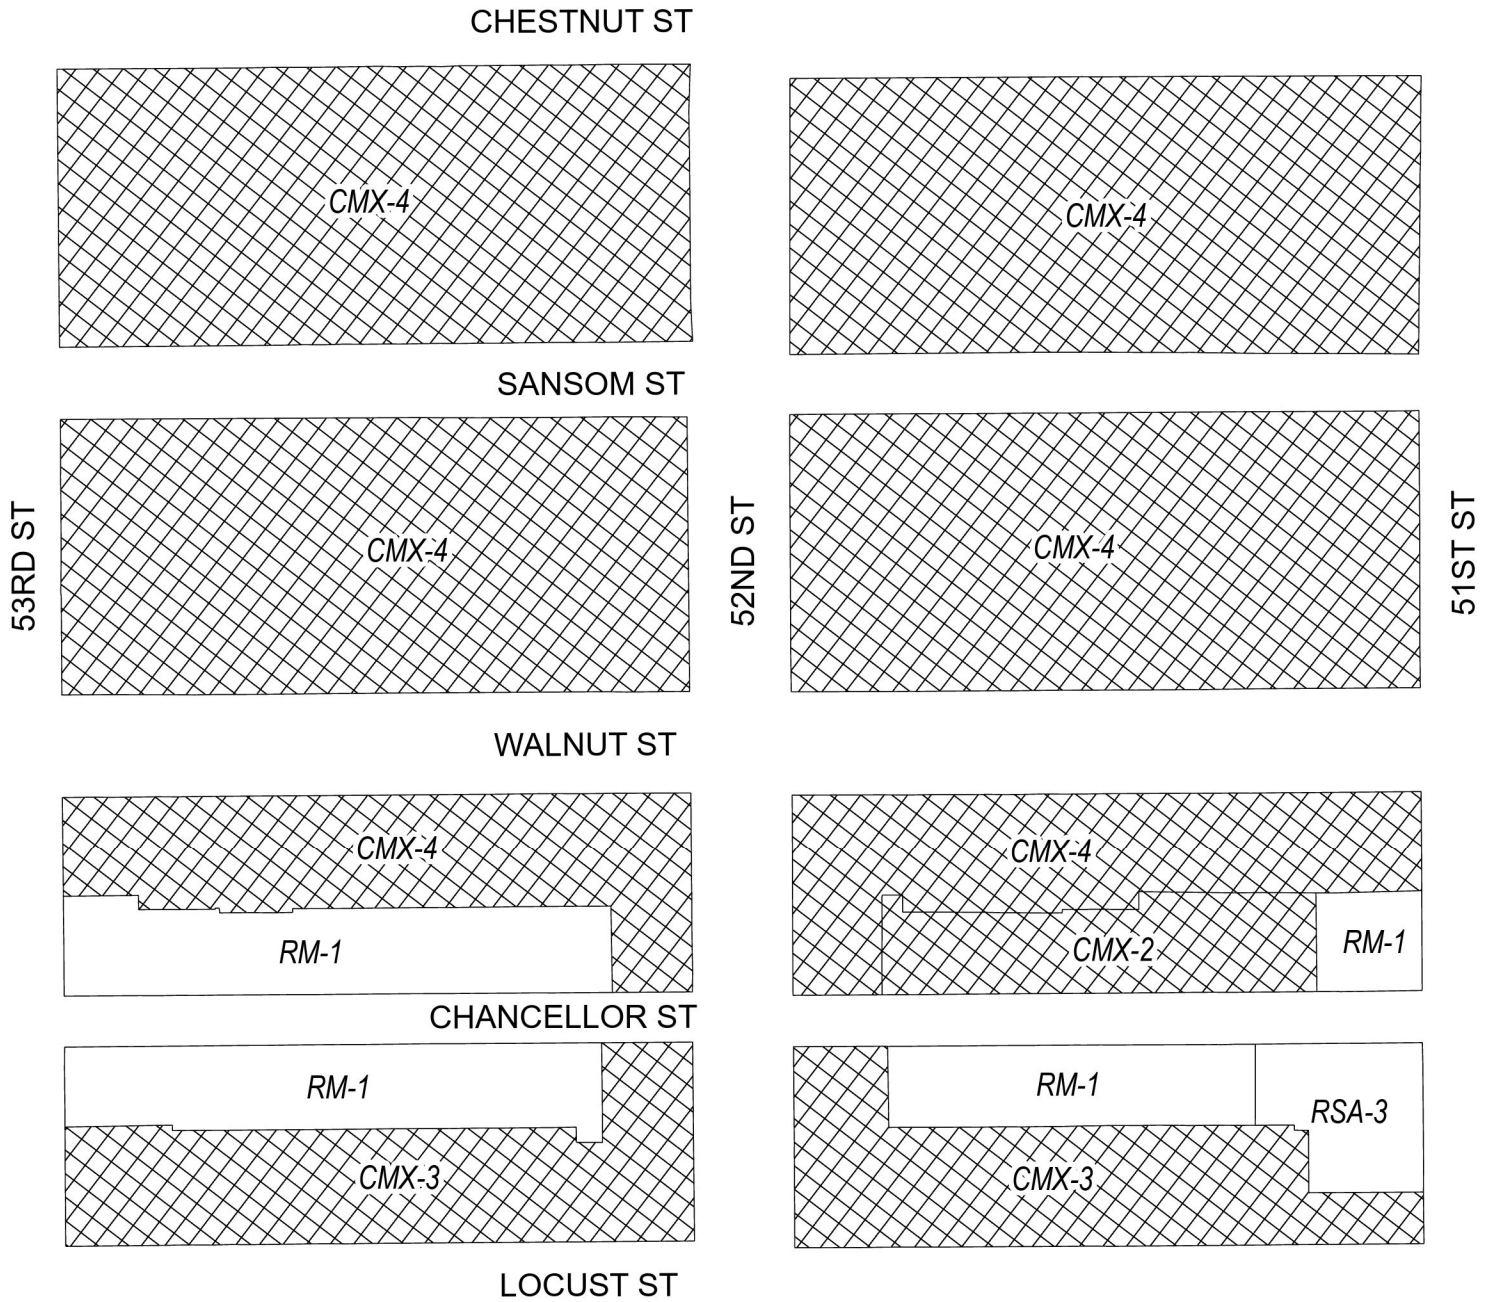 CHESTNUT ST
CMX-4
CMX-4
SANSOM ST
53RD ST
CMX-4
52ND ST
CMX-4
51ST ST
WALNUT ST
CMX-4
CMX-4
RM-1
CMX-2
RM-1
CHANCELLOR ST
RM-1
RM-1
RSA-3
CMX-3
CMX-3
LOCUST ST